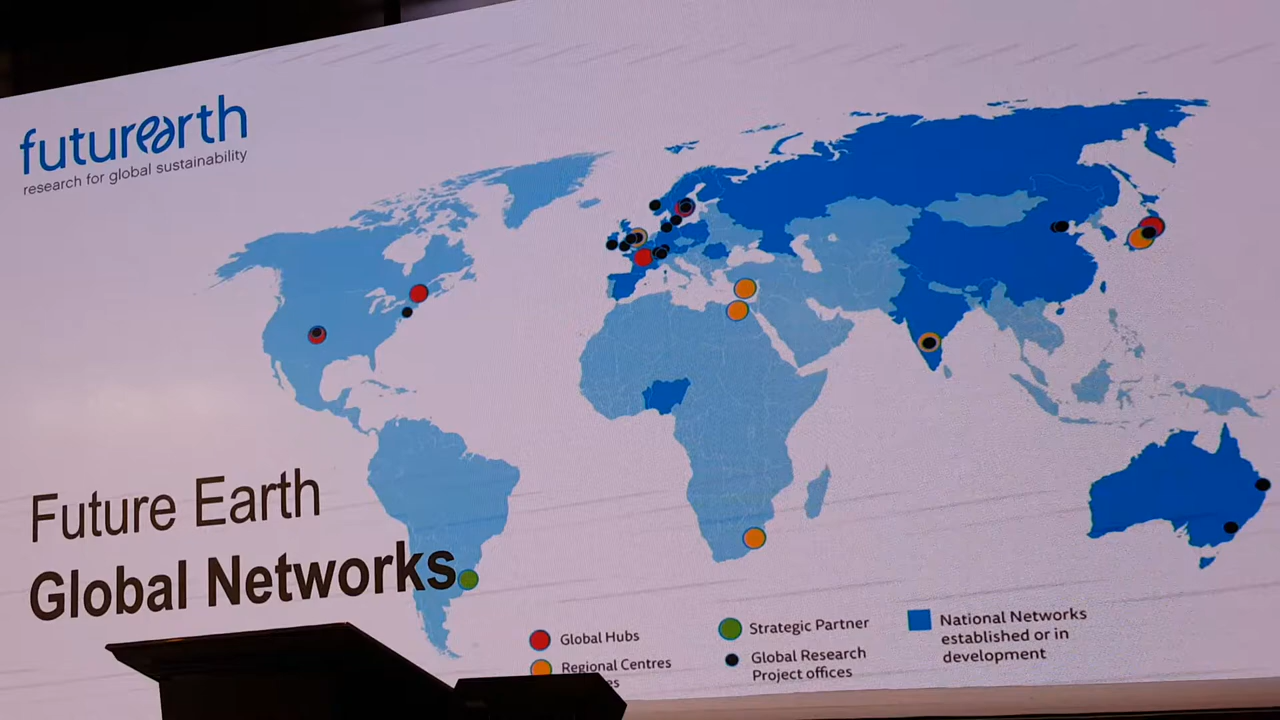 futurearth
research for global sustainability
Future Earth
Global Networks
Global Hubs
Regional Centres
Strategic Partner
Global Research
Project offices
National Networks
established or in
development